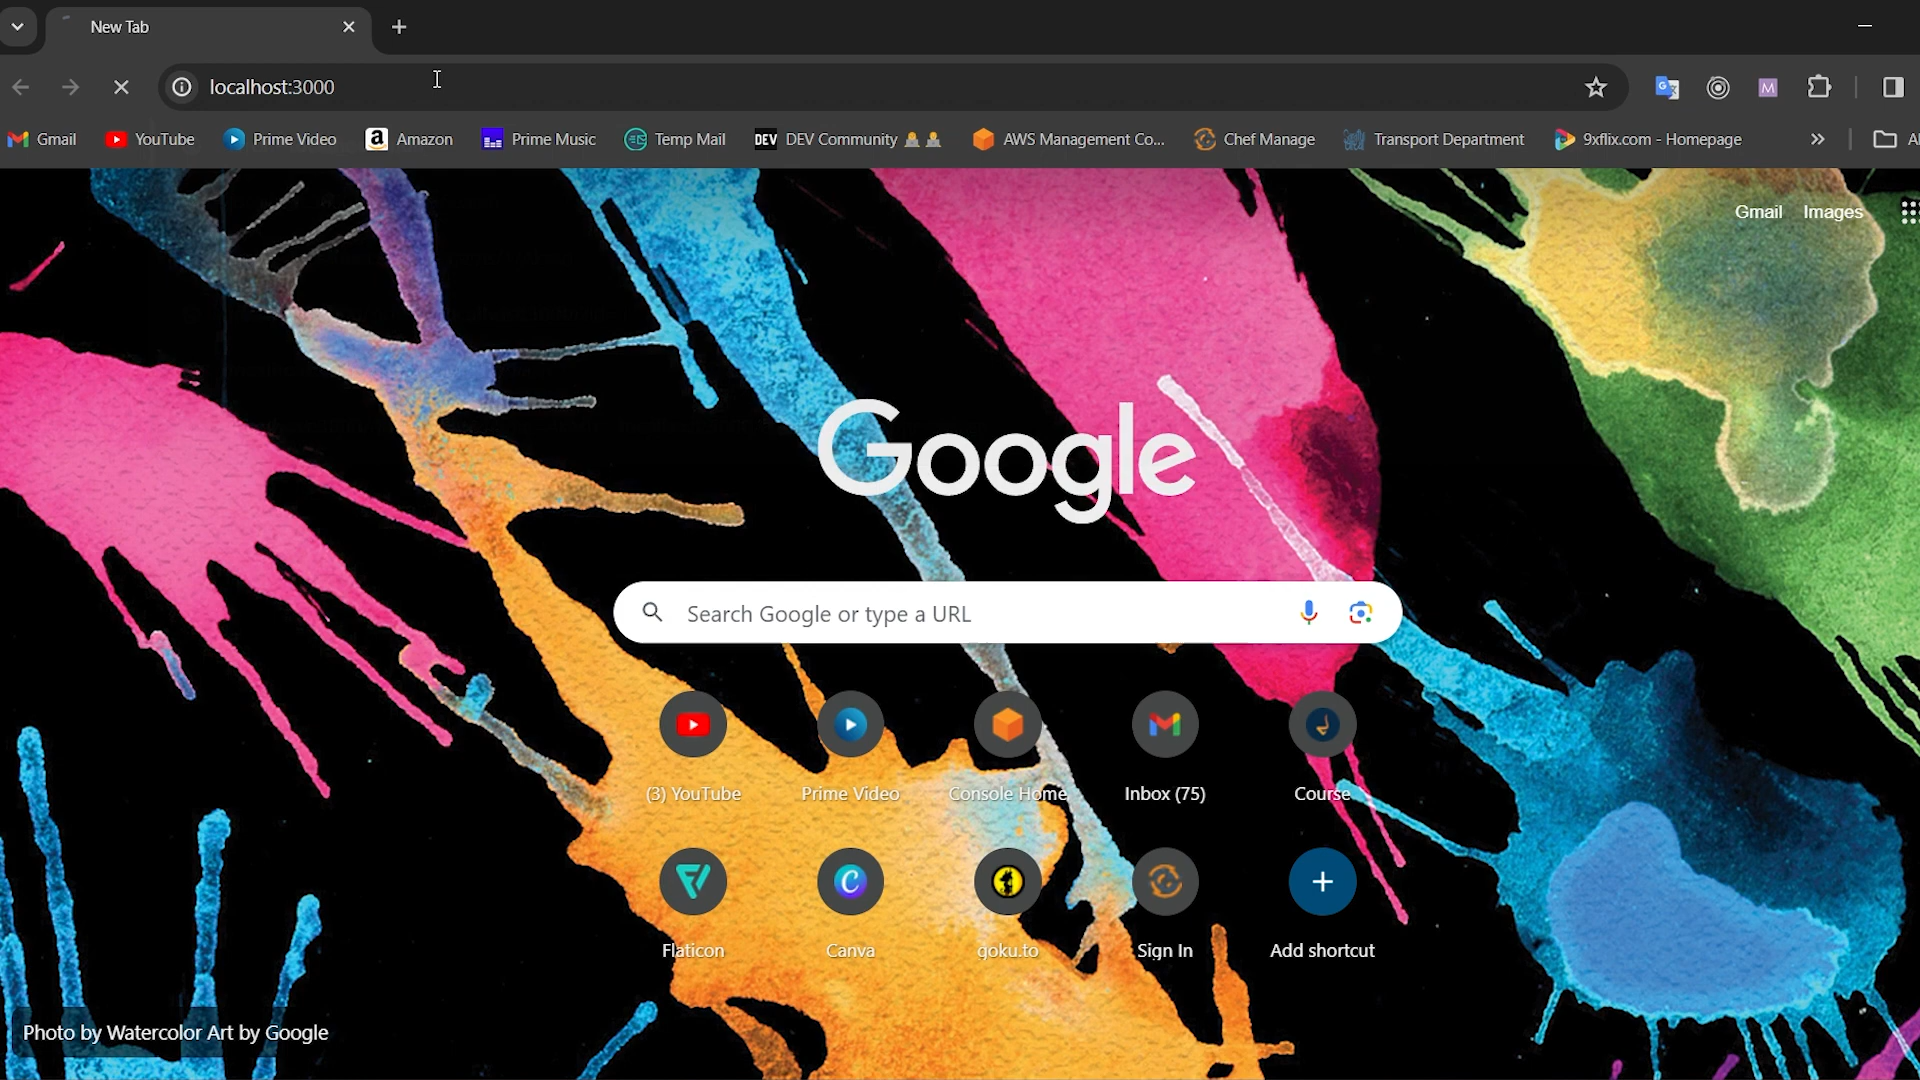 New Tab
localhost:3000
Gmail
YouTube
Prime Video
a
Amazon
Prime Music
Temp Mail
DEV
DEV Community
AWS Management Co...
Chef Manage
Transport Department
9xflix.com - Homepage
M
Gmail
Images
Google
Search Google or type a URL
(3) YouTube
Prime Video
Console Home
Inbox (75)
Course
Flaticon
Canva
goku.to
Sign In
Add shortcut
Photo by Watercolor Art by Google